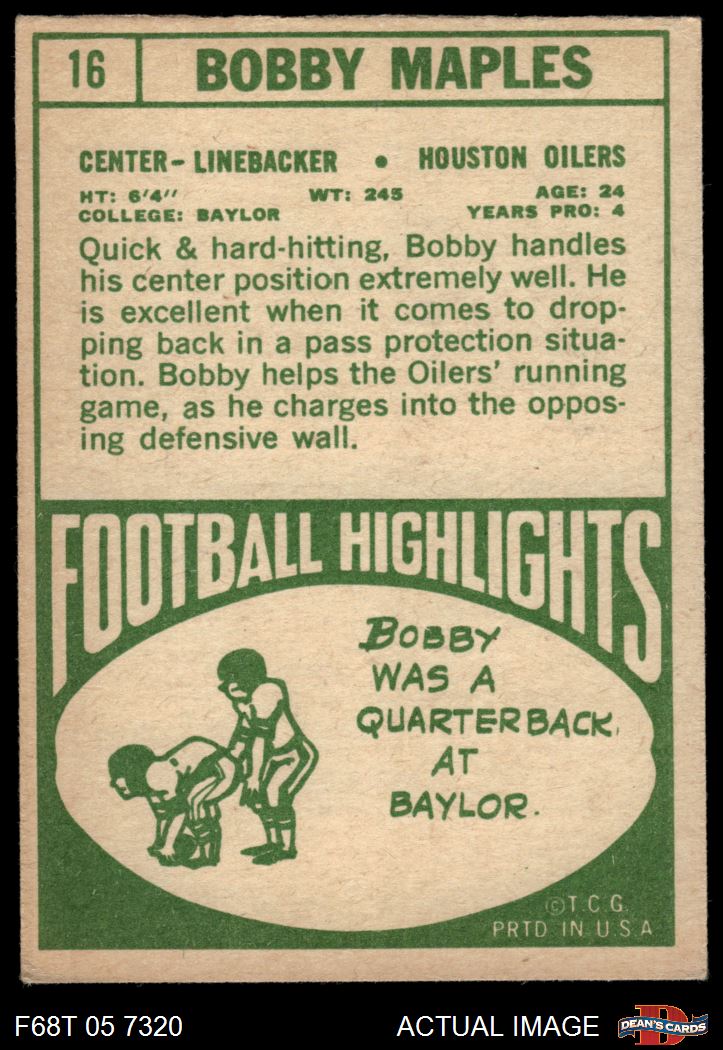 16 BOBBY MAPLES
CENTER-LINEBACKER • HOUSTON OILERS
HT: 6'4" WT: 245 AGE: 24
COLLEGE: BAYLOR YEARS PRO: 4
Quick & hard-hitting, Bobby handles
his center position extremely well. He
is excellent when it comes to drop-
ping back in a pass protection situa-
tion. Bobby helps the Oilers' running
game, as he charges into the oppos-
ing defensive wall.
FOOTBALL HIGHLIGHTS
BOBBY
WAS A
QUARTERBACK
AT
BAYLOR.
©T.C.G.
PRTD IN U.S.A
F68T 05 7320 ACTUAL IMAGE D DEAN'S CARDS